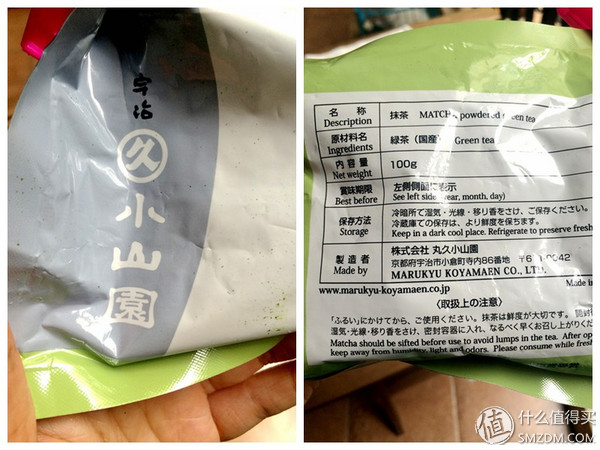 宇治
久
小山園
名称 抹茶 MATCHA powdered green tea
Description
原材料名 緑茶(国産) Green tea
Ingredients
内容量 100g
Net weight
賞味期限 左側側面に表示
Best before See left side year, month, day)
保存方法 冷暗所で湿気・光線・移り香をさけ、ご保存ください。
冷蔵庫での保存は、より鮮度を保ちます。
Storage Keep in a dark cool place. Refrigerate to preserve fresh
製造者 株式会社 丸久小山園
京都府宇治市小倉町寺内86番地 〒611-0042
Made by MARUKYU KOYAMAEN CO., LTD.
www.marukyu-koyamaen.co.jp Made in
〈取扱上の注意〉
「ふるい」にかけてから、ご使用ください。抹茶は鮮度が大切です。開封
湿気・光線・移り香をさけ、密封容器に入れ、なるべく早くお召し上がりくだ
Matcha should be sifted before use to avoid lumps in the tea. After op
keep away from humidity, light and odors. Please consume while fresh
值 什么值得买
SMZDM.COM